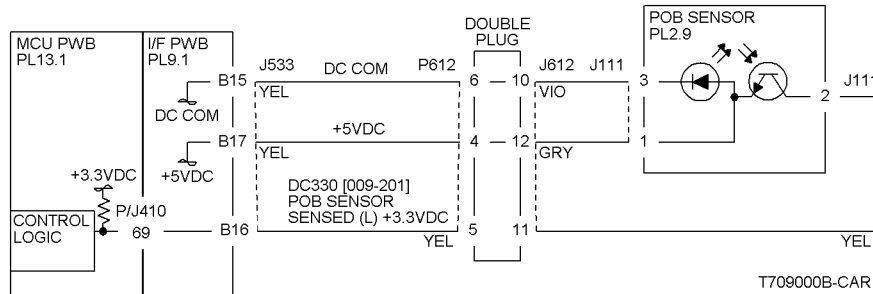 DOUBLE
PLUG
POB SENSOR
PL2.9
MCU PWB
PL13.1
I/F PWB
PL9.1
B15
J533
DC COM
P612
6
10
J612
J111
3
2
J111
YEL
VIO
DC COM
B17
+5VDC
4
12
1
YEL
GRY
+5VDC
+3.3VDC
DC330 [009-201]
POB SENSOR
SENSED (L) +3.3VDC
P/J410
CONTROL
LOGIC
69
B16
5
11
YEL
YEL
T709000B-CAR